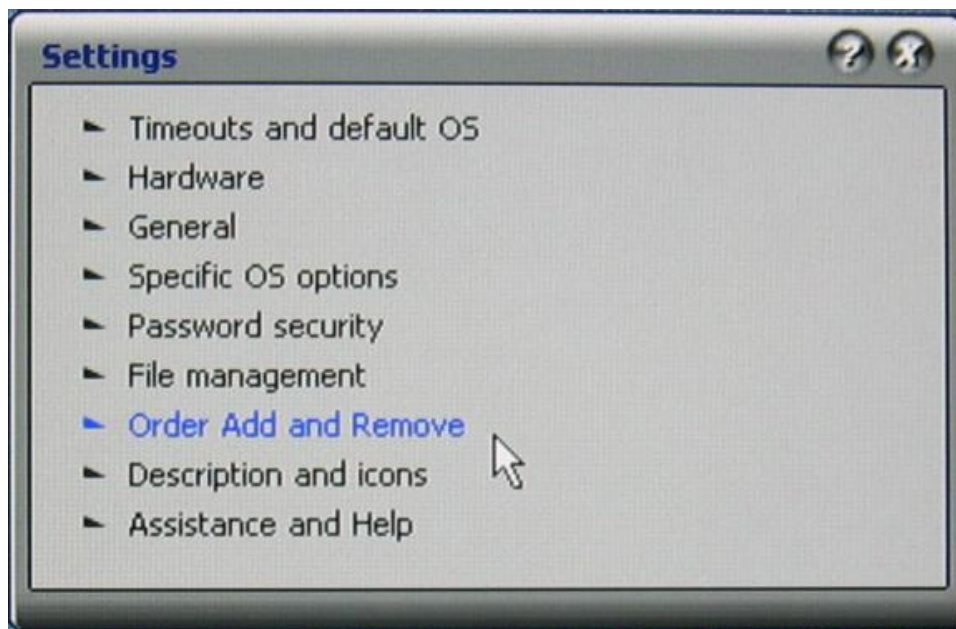 Settings
Timeouts and default OS
Hardware
General
Specific OS options
Password security
File management
Order Add and Remove
Description and icons
Assistance and Help